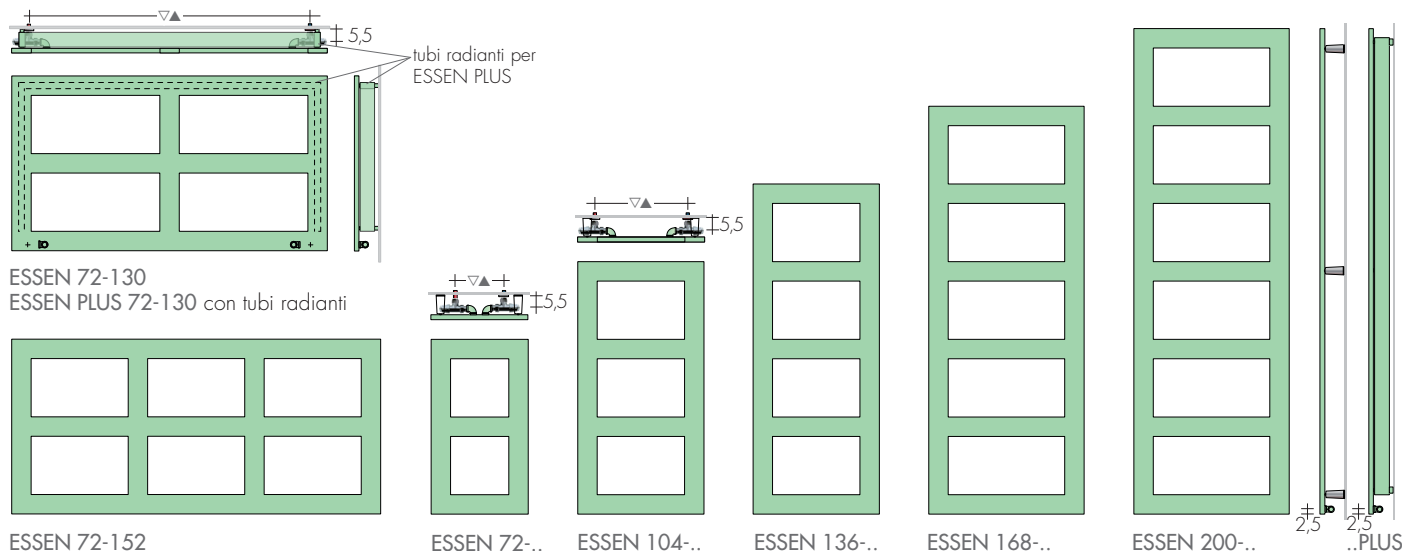 ▽▲
5,5
tubi radianti per
ESSEN PLUS
ESSEN 72-130
ESSEN PLUS 72-130 con tubi radianti
▽▲
5,5
▽▲
5,5
2,5
2,5
ESSEN 72-152
ESSEN 72-..
ESSEN 104-..
ESSEN 136-..
ESSEN 168-..
ESSEN 200-..
..PLUS